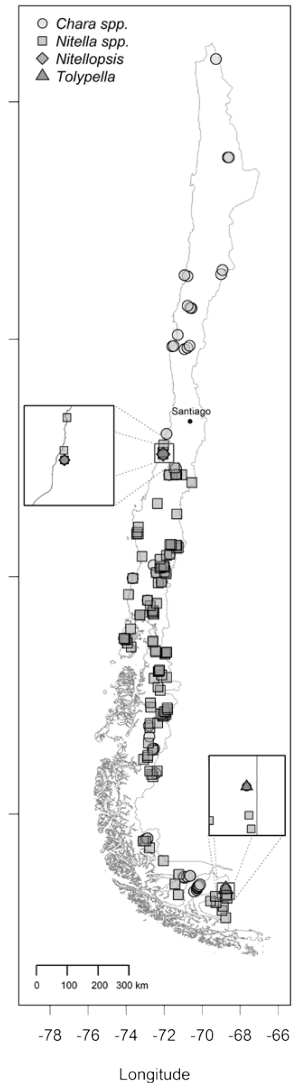 Chara spp.
Nitella spp.
Nitellopsis
Tolypella
Santiago
0 100 300 km
-78 -76 -74 -72 -70 -68 -66
Longitude